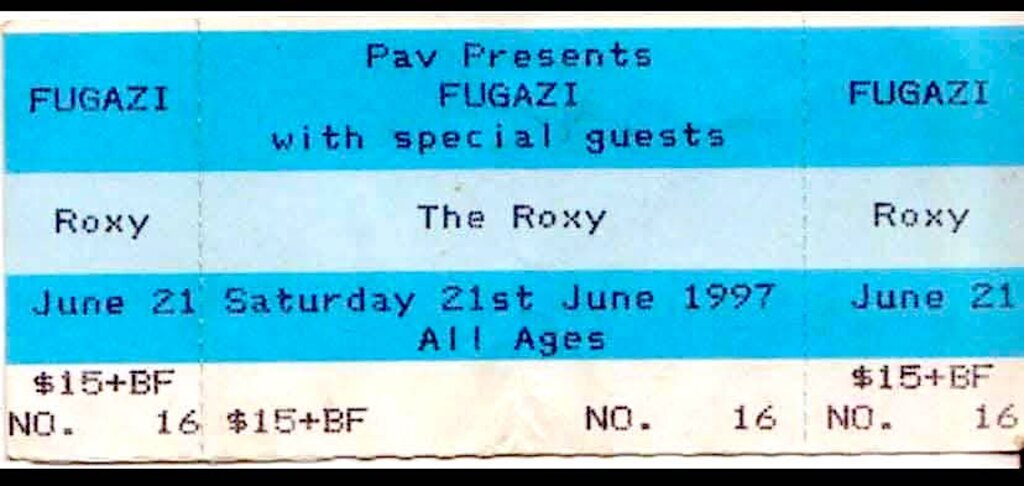 FUGAZI
Roxy
June 21
$15+BF
NO. 16
Pav Presents
FUGAZI
with special guests
The Roxy
Saturday 21st June 1997
All Ages
$15+BF NO. 16
FUGAZI
Roxy
June 21
$15+BF
NO. 16